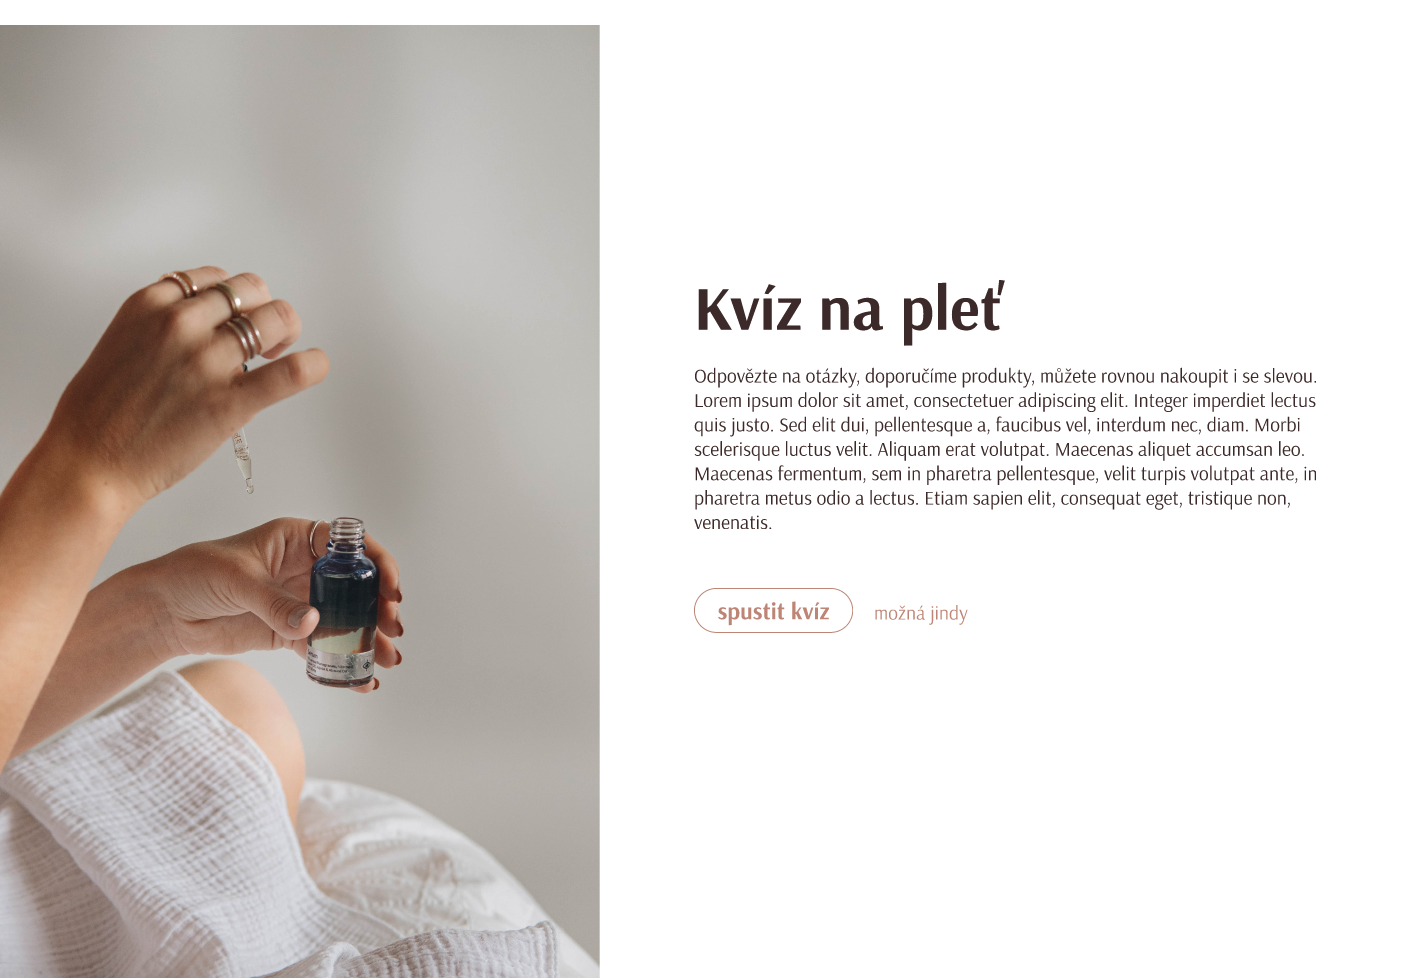 Kvíz na pleť
Odpovězte na otázky, doporučíme produkty, můžete rovnou nakoupit i se slevou.
Lorem ipsum dolor sit amet, consectetuer adipiscing elit. Integer imperdiet lectus
quis justo. Sed elit dui, pellentesque a, faucibus vel, interdum nec, diam. Morbi
scelerisque luctus velit. Aliquam erat volutpat. Maecenas aliquet accumsan leo.
Maecenas fermentum, sem in pharetra pellentesque, velit turpis volutpat ante, in
pharetra metus odio a lectus. Etiam sapien elit, consequat eget, tristique non,
venenatis.
spustit kvíz možná jindy